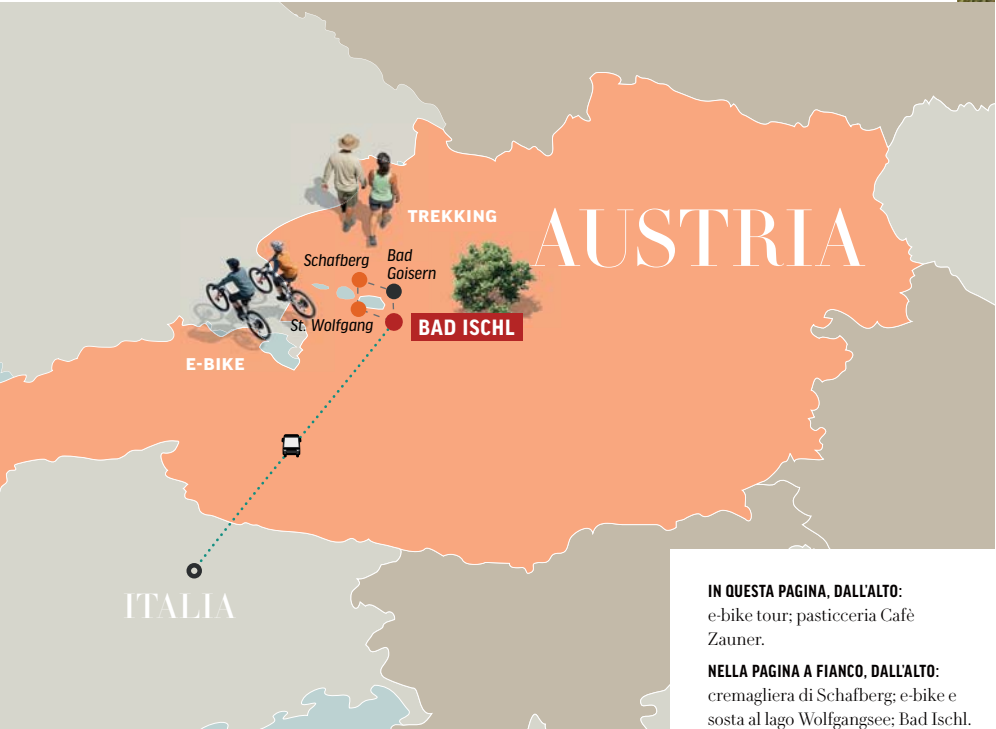 TREKKING
AUSTRIA
Schafberg
Bad
Goisern
St. Wolfgang
BAD ISCHL
E-BIKE
ITALIA
IN QUESTA PAGINA, DALL'ALTO:
e-bike tour; pasticceria Cafè
Zauner.
NELLA PAGINA A FIANCO, DALL'ALTO:
cremagliera di Schafberg; e-bike e
sosta al lago Wolfgangsee; Bad Ischl.